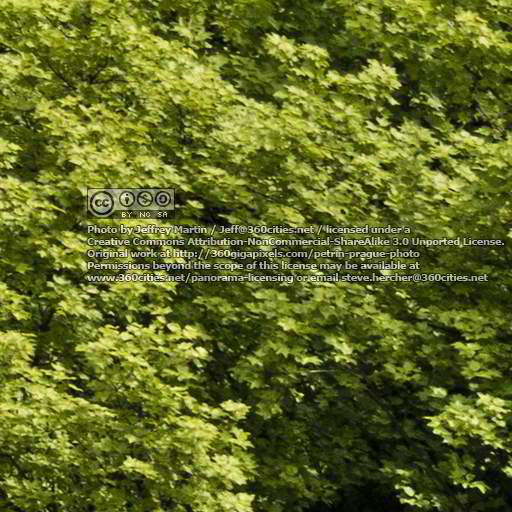 cc
BY NC SA
Photo by Jeffrey Martin / Jeff@360cities.net / licensed under a
Creative Commons Attribution-NonCommercial-ShareAlike 3.0 Unported License.
Original work at http://360gigapixels.com/petrin-prague-photo
Permissions beyond the scope of this license may be available at
www.360cities.net/panorama-licensing or email steve.hercher@360cities.net